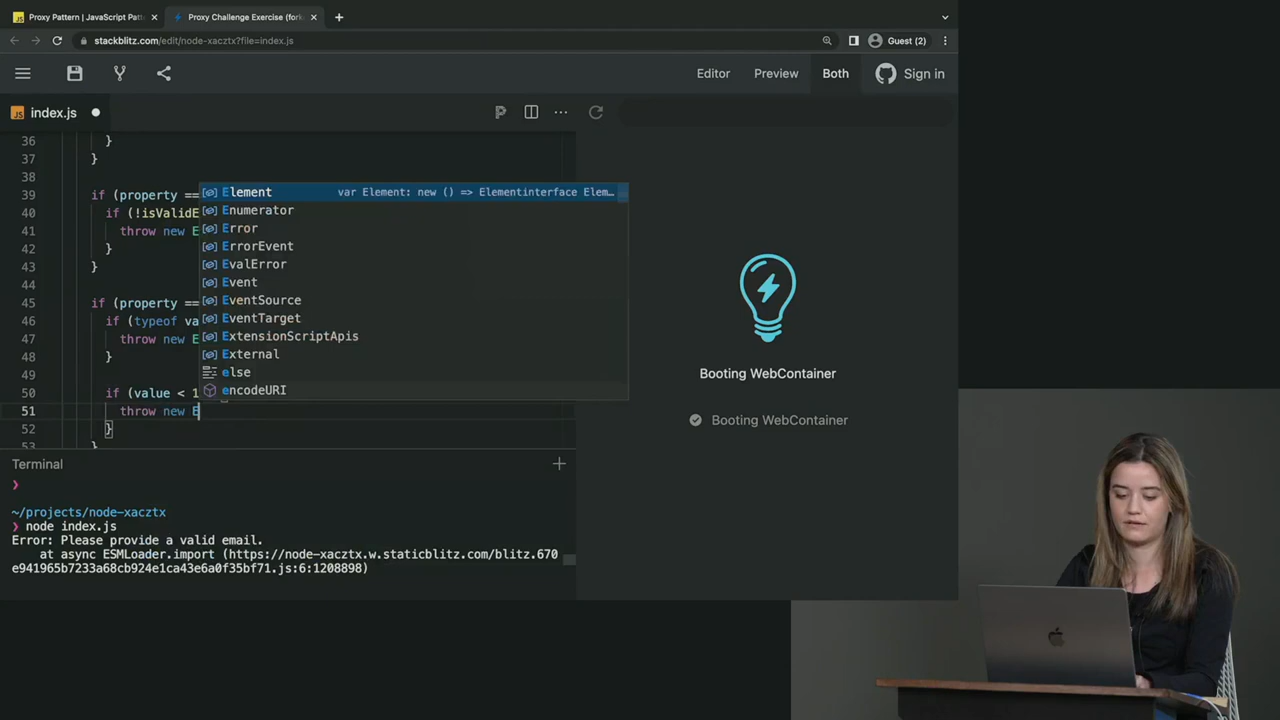 Proxy Pattern | JavaScript Patt
Proxy Challenge Exercise (fork
stackblitz.com/edit/node-xacztx?file=index.js
Guest (2)
Editor
Preview
Both
Sign in
JS index.js
36 }
37 }
38
39 if (property ==
40 if (!isValidE
41 throw new E
42 }
43 }
44
45 if (property ==
46 if (typeof va
47 throw new E
48 }
49
50 if (value < 1
51 throw new E
52 }
53 }
Element var Element: new () => Elementinterface Elem…
Enumerator
Error
ErrorEvent
EvalError
Event
EventSource
EventTarget
ExtensionScriptApis
External
else
encodeURI
Booting WebContainer
Booting WebContainer
Terminal
❯
~/projects/node-xacztx
❯ node index.js
Error: Please provide a valid email.
at async ESMLoader.import (https://node-xacztx.w.staticblitz.com/blitz.670
e941965b7233a68cb924e1ca43e6a0f35bf71.js:6:1208898)